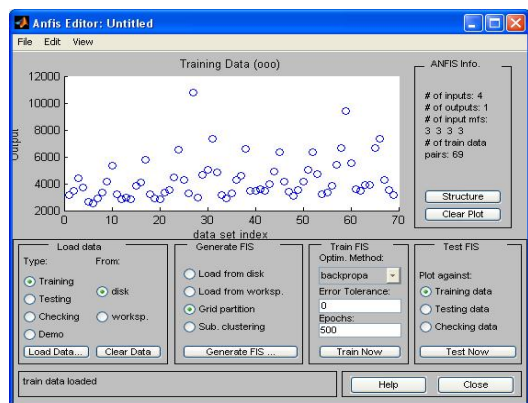 Anfis Editor: Untitled
File Edit View
Training Data (ooo)
12000
10000
8000
6000
4000
2000
Output
0 10 20 30 40 50 60 70
data set index
ANFIS Info.
# of inputs: 4
# of outputs: 1
# of input mfs:
3 3 3 3
# of train data
pairs: 69
Structure
Clear Plot
Load data
Type: From:
Training
Testing
Checking
Demo
disk
worksp.
Load Data...
Clear Data
Generate FIS
Load from disk
Load from worksp.
Grid partition
Sub. clustering
Generate FIS ...
Train FIS
Optim. Method:
backpropa
Error Tolerance:
0
Epochs:
500
Train Now
Test FIS
Plot against:
Training data
Testing data
Checking data
Test Now
train data loaded
Help
Close